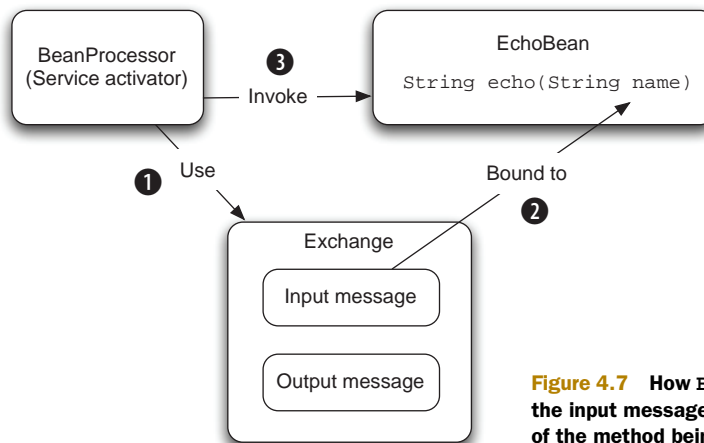 BeanProcessor
(Service activator)
3
Invoke
EchoBean
String echo(String name)
1
Use
Bound to
2
Exchange
Input message
Output message
Figure 4.7 How
the input message
of the method